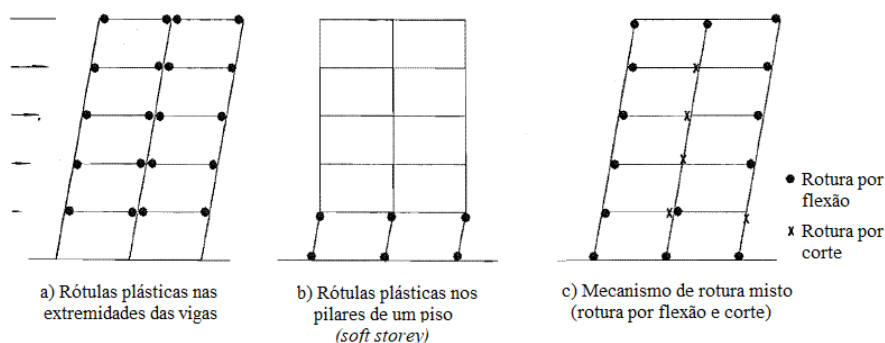 Rotura por
flexão
Rotura por
corte
a) Rótulas plásticas nas
extremidades das vigas
b) Rótulas plásticas nos
pilares de um piso
(soft storey)
c) Mecanismo de rotura misto
(rotura por flexão e corte)